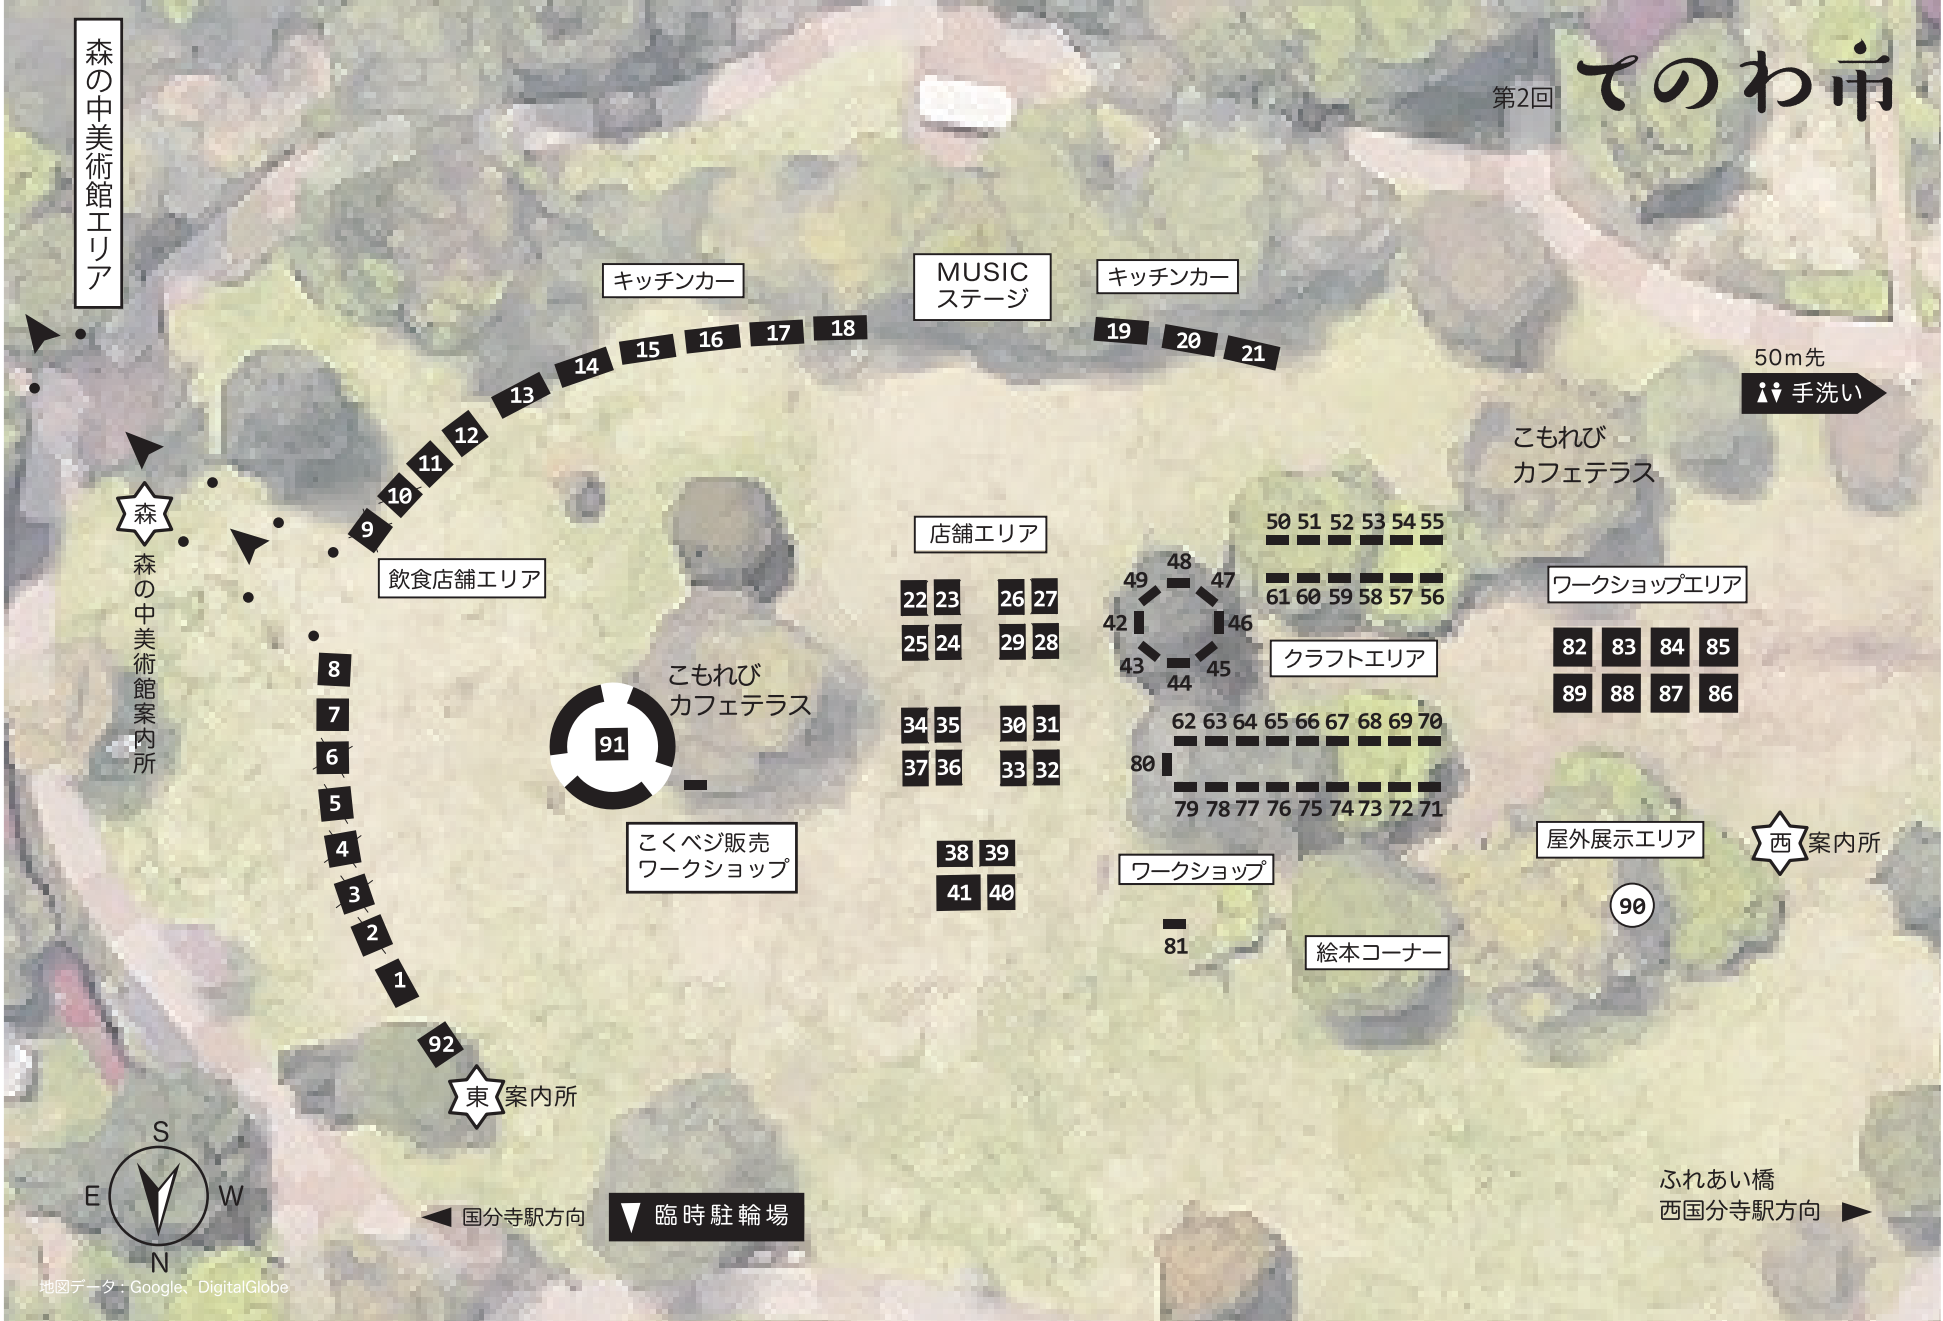 森の中美術館エリア
第2回
てのわ市
キッチンカー
MUSIC
ステージ
キッチンカー
18
19
17
20
16
21
15
14
13
12
11
10
9
50m先
手洗い
こもれび
カフェテラス
森
森の中美術館案内所
飲食店舗エリア
店舗エリア
22 23 26 27
25 24 29 28
34 35 30 31
37 36 33 32
38 39
41 40
48
49 47
42 46
43 45
44
50 51 52 53 54 55
61 60 59 58 57 56
クラフトエリア
62 63 64 65 66 67 68 69 70
80
79 78 77 76 75 74 73 72 71
ワークショップエリア
82 83 84 85
89 88 87 86
8
7
6
5
4
3
2
1
92
こもれび
カフェテラス
91
こくベジ販売
ワークショップ
ワークショップ
81
絵本コーナー
屋外展示エリア
90
西
案内所
東
案内所
S
E W
N
国分寺駅方向
臨時駐輪場
ふれあい橋
西国分寺駅方向
地図データ : Google、DigitalGlobe